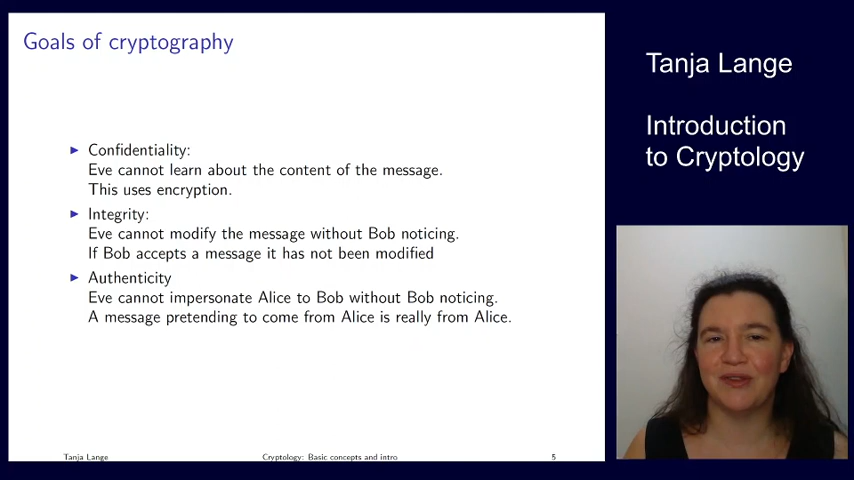 Goals of cryptography
▶ Confidentiality:
Eve cannot learn about the content of the message.
This uses encryption.
▶ Integrity:
Eve cannot modify the message without Bob noticing.
If Bob accepts a message it has not been modified
▶ Authenticity
Eve cannot impersonate Alice to Bob without Bob noticing.
A message pretending to come from Alice is really from Alice.
Tanja Lange
Cryptology: Basic concepts and intro
5
Tanja Lange
Introduction
to Cryptology